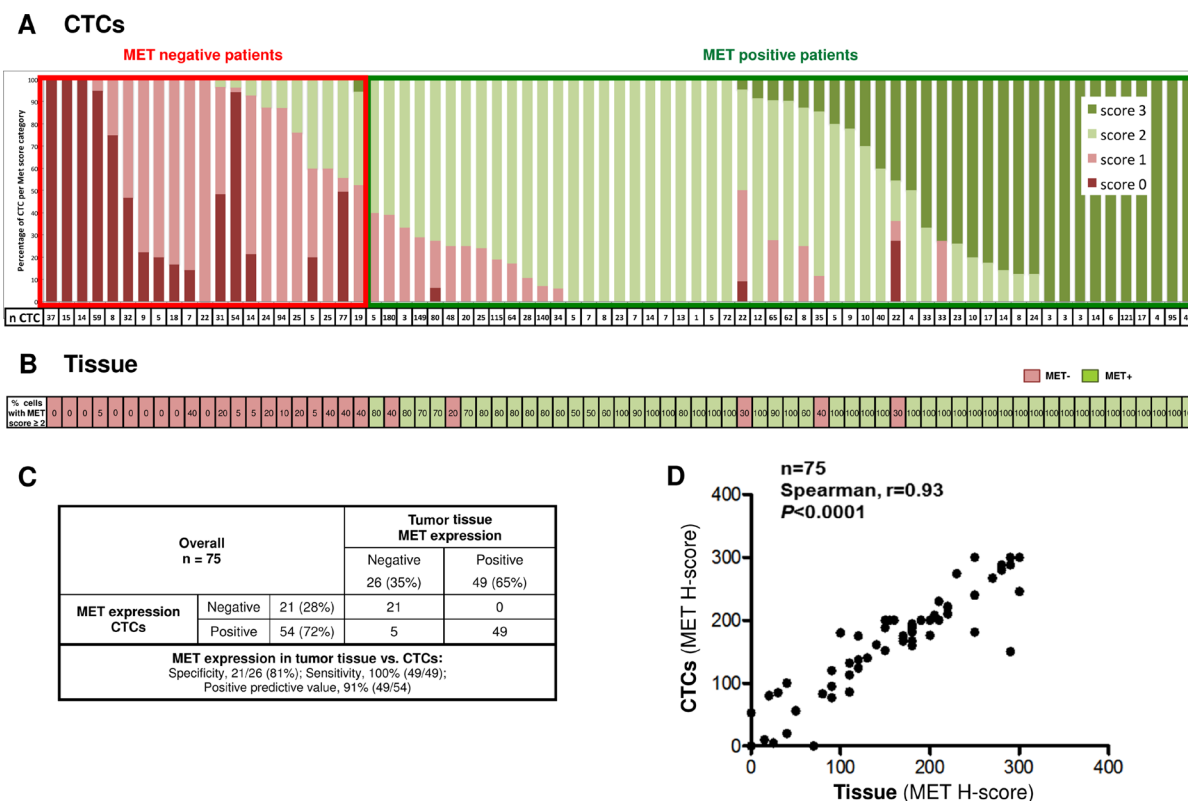 A CTCs
MET negative patients MET positive patients
Percentage of CTC per Met score category
100
90
80
70
60
50
40
30
20
10
0
score 3
score 2
score 1
score 0
n CTC 37 15 14 59 8 32 9 5 18 7 22 31 54 14 24 94 25 5 25 77 19 5 180 3 149 80 48 20 25 115 64 28 140 34 5 7 8 23 7 14 7 13 1 5 72 22 12 65 62 8 35 5 9 10 40 22 4 33 33 23 10 17 14 8 24 3 3 3 14 6 121 17 4 95 4
B Tissue
MET- MET+
% cells
with MET
score ≥ 2
0 0 0 5 0 0 0 0 0 40 0 20 5 5 20 10 20 5 40 40 40 80 40 80 70 70 20 70 80 80 80 80 80 80 50 50 60 100 90 100 100 80 100 100 100 30 100 90 100 60 40 100 100 100 100 30 100 100 100 100 100 100 100 100 100 100 100 100 100 100 100 100 100 100
C
Overall
n = 75
Tumor tissue
MET expression
Negative Positive
26 (35%) 49 (65%)
MET expression
CTCs
Negative 21 (28%) 21 0
Positive 54 (72%) 5 49
MET expression in tumor tissue vs. CTCs:
Specificity, 21/26 (81%); Sensitivity, 100% (49/49);
Positive predictive value, 91% (49/54)
D
n=75
Spearman, r=0.93
P<0.0001
CTCs (MET H-score)
400
300
200
100
0
0 100 200 300 400
Tissue (MET H-score)